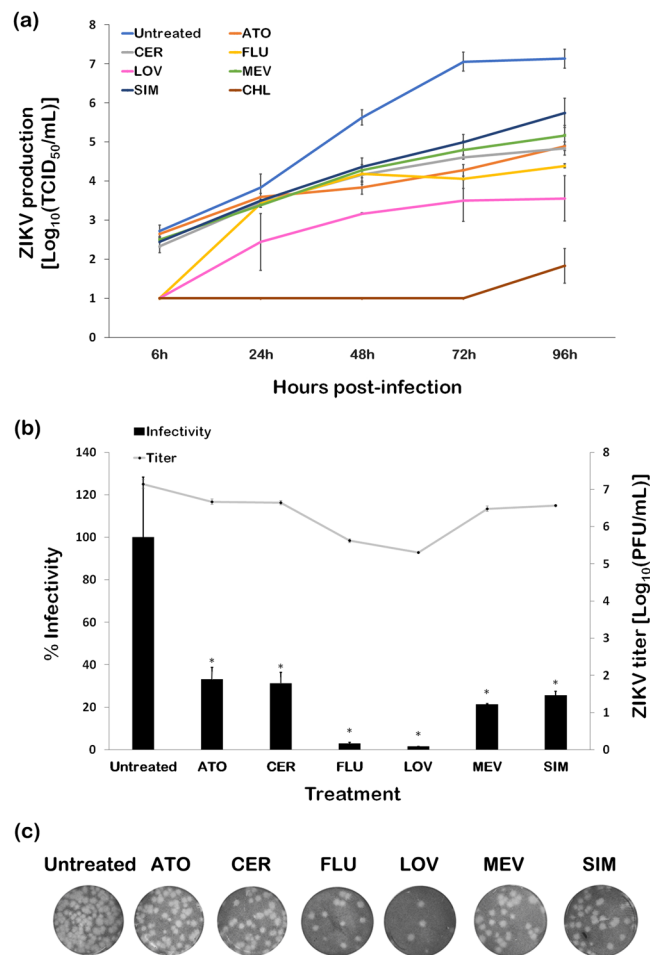 (a)
Untreated ATO
CER FLU
LOV MEV
SIM CHL
ZIKV production
[Log10(TCID50/mL)]
8
7
6
5
4
3
2
1
0
6h 24h 48h 72h 96h
Hours post-infection
(b)
Infectivity
Titer
% Infectivity
140
120
100
80
60
40
20
0
* * * * * *
8
7
6
5
4
3
2
1
0
ZIKV titer [Log10(PFU/mL)]
Untreated ATO CER FLU LOV MEV SIM
Treatment
(c)
Untreated ATO CER FLU LOV MEV SIM